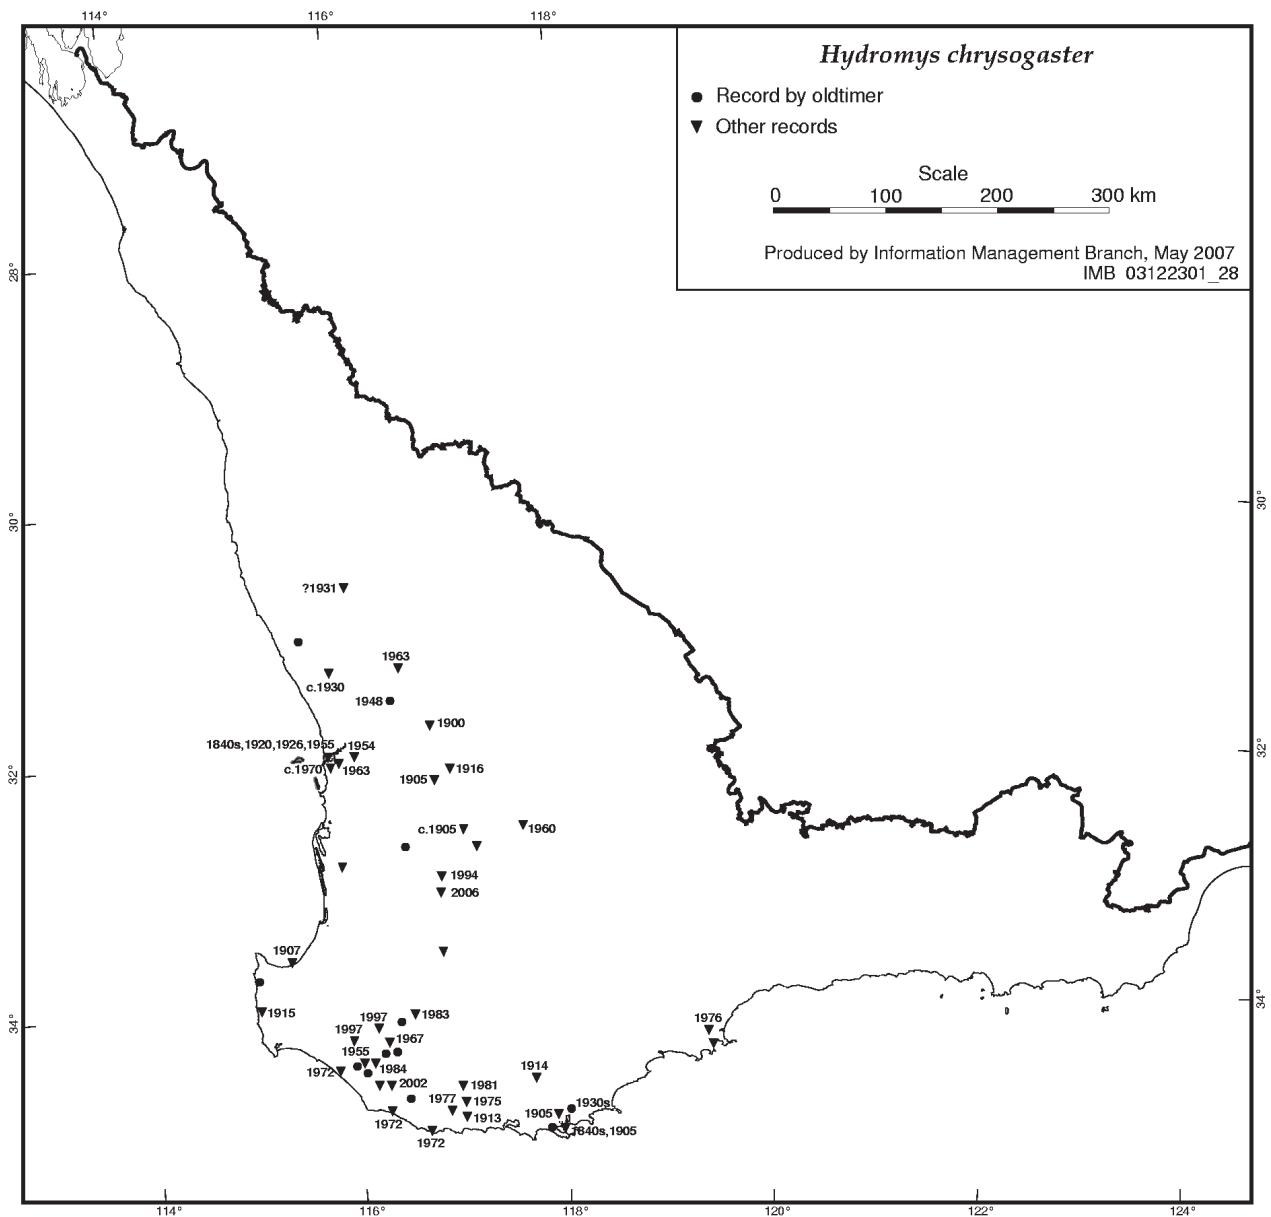 114° 116° 118°
Hydromys chrysogaster
Record by oldtimer
Other records
Scale
0 100 200 300 km
Produced by Information Management Branch, May 2007
IMB 03122301_28
28°
30°
30°
?1931
1963
c.1930
1948
1900
1840s,1920,1926,1955
1954
32°
32°
c.1970
1963
1916
1905
c.1905
1960
1994
2006
1907
34°
34°
1915
1997
1983
1997
1967
1976
1955
1984
1972
2002
1981
1914
1977
1975
1930s
1972
1913
1905
1840s,1905
1972
114° 116° 118° 120° 122° 124°